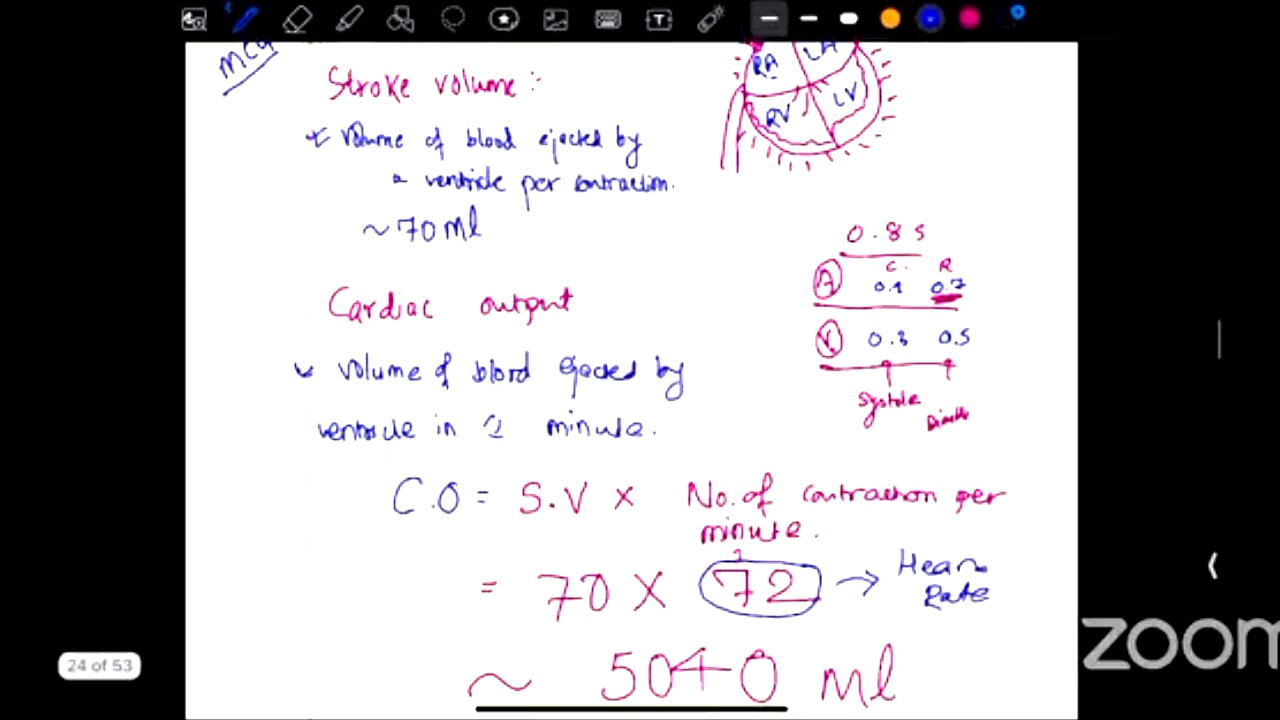 MCQ
Stroke volume :-
Volume of blood ejected by
a ventricle per contraction.
~70 ml
RA
LA
RV
LV
0.8 s
C. R
A 0.1 0.7
V 0.3 0.5
Systole
Cardiac output
Volume of blood ejected by
ventricle in 1 minute.
C.O = S.V × No. of contraction per
minute.
= 70 × 72 → Hear
Rate
~ 5040 ml
24 of 53
zoom
T